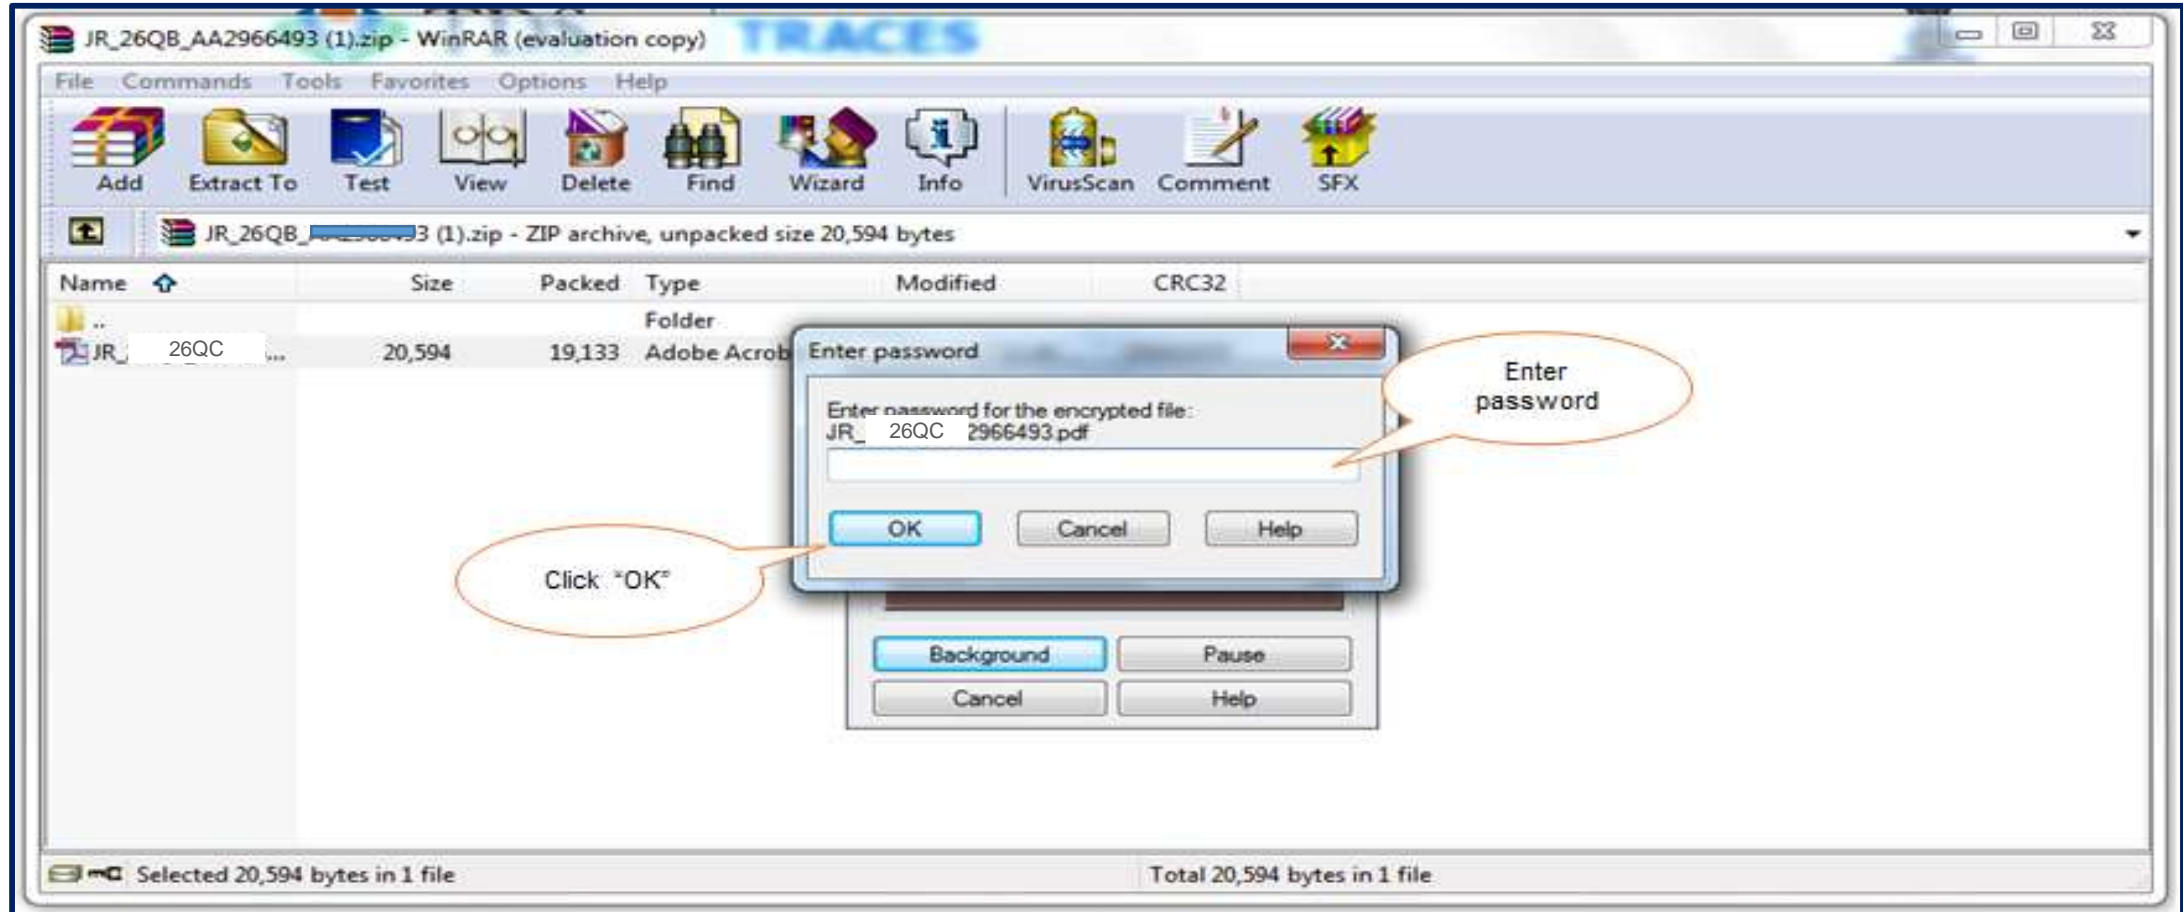 TRACES
JR_26QB_AA2966493 (1).zip - WinRAR (evaluation copy)
File Commands Tools Favorites Options Help
Add Extract To Test View Delete Find Wizard Info VirusScan Comment SFX
JR_26QB_ 3 (1).zip - ZIP archive, unpacked size 20,594 bytes
Name Size Packed Type Modified CRC32
.. Folder
JR_ 26QC ... 20,594 19,133 Adobe Acrob
Enter password
Enter password for the encrypted file:
JR_ 26QC 2966493.pdf
OK Cancel Help
Enter
password
Click "OK"
Background Pause
Cancel Help
Selected 20,594 bytes in 1 file Total 20,594 bytes in 1 file